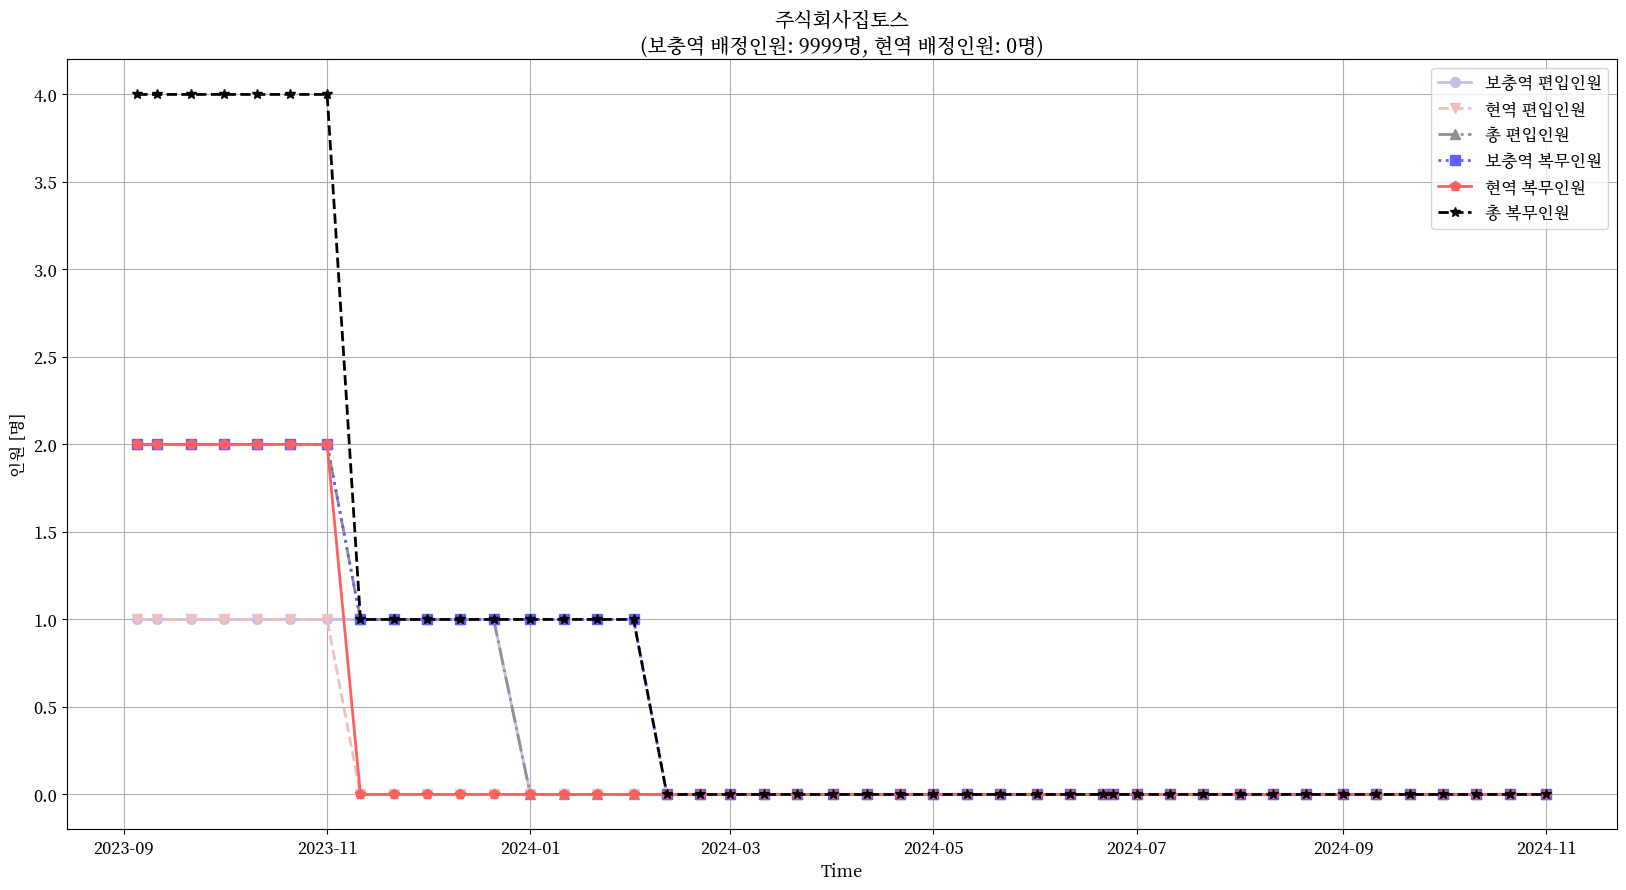 주식회사집토스
(보충역 배정인원: 9999명, 현역 배정인원: 0명)
보충역 편입인원
현역 편입인원
총 편입인원
보충역 복무인원
현역 복무인원
총 복무인원
인원 [명]
4.0
3.5
3.0
2.5
2.0
1.5
1.0
0.5
0.0
2023-09 2023-11 2024-01 2024-03 2024-05 2024-07 2024-09 2024-11
Time